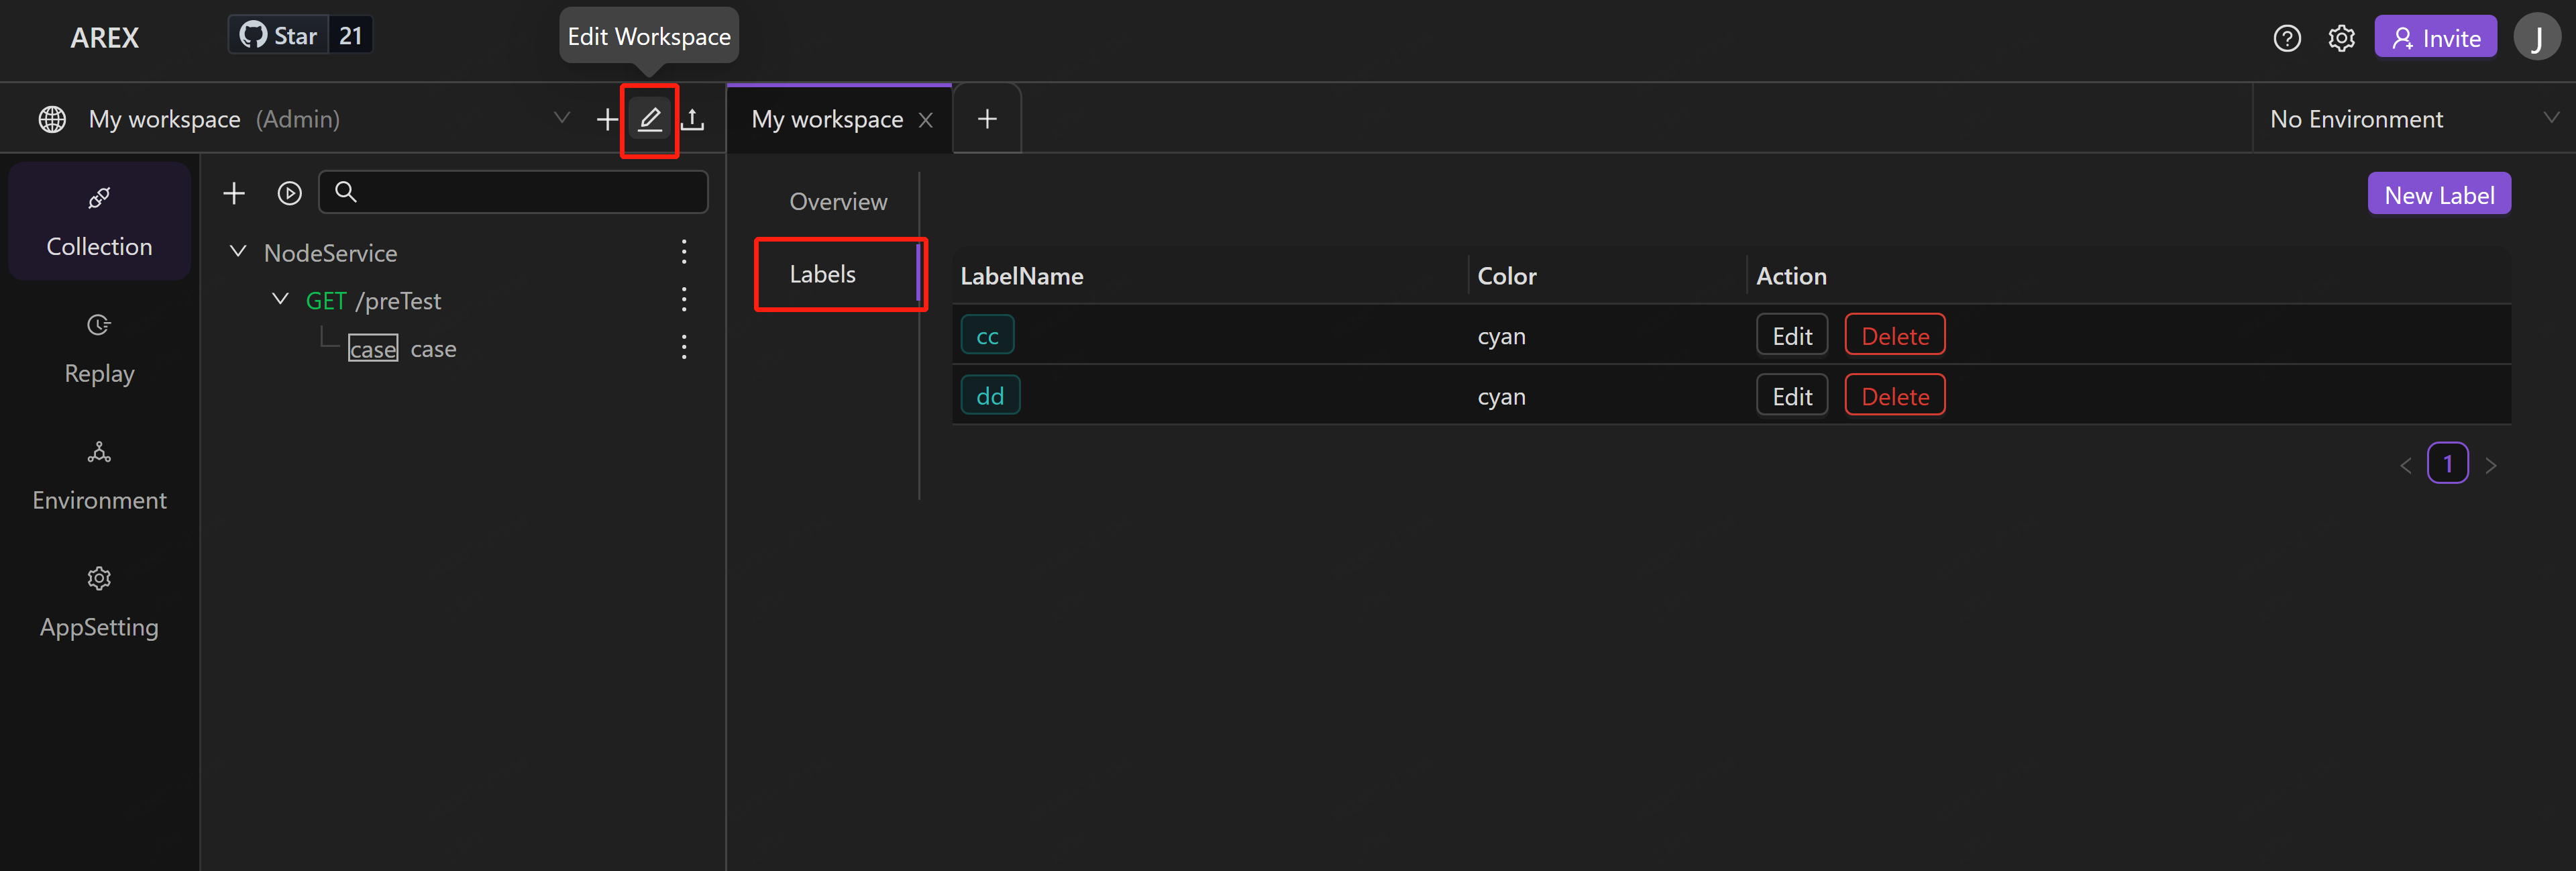 AREX
Star 21
Edit Workspace
Invite
J
My workspace (Admin)
My workspace
No Environment
Collection
Replay
Environment
AppSetting
NodeService
GET /preTest
case case
Overview
Labels
New Label
LabelName Color Action
cc cyan Edit Delete
dd cyan Edit Delete
1